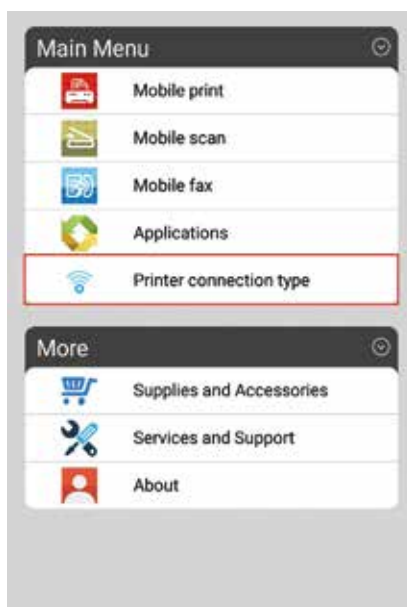 Main Menu
Mobile print
Mobile scan
Mobile fax
Applications
Printer connection type
More
Supplies and Accessories
Services and Support
About